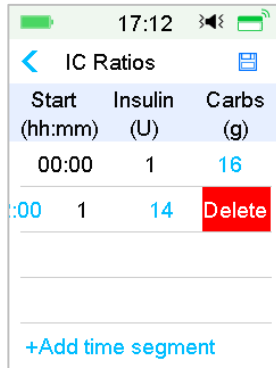 17:12
IC Ratios
Start Insulin Carbs
(hh:mm) (U) (g)
00:00 1 16
:00 1 14 Delete
+Add time segment